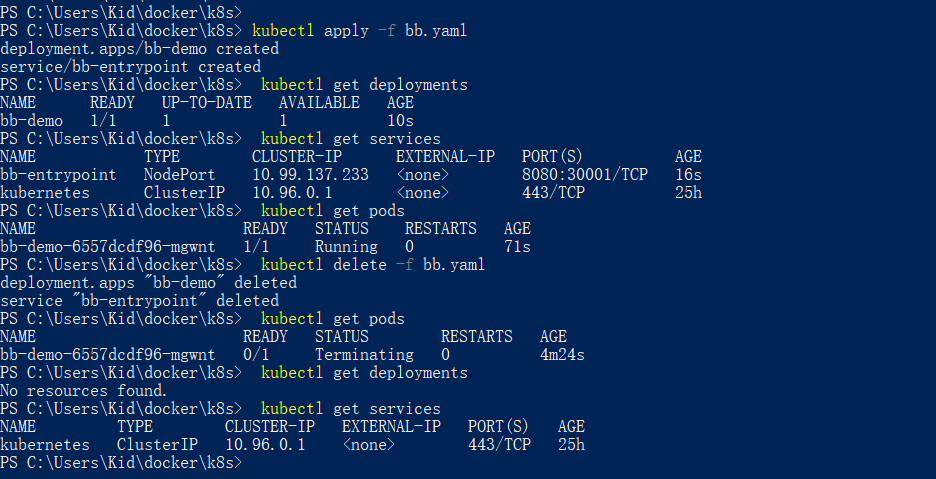 PS C:\Users\Kid\docker\k8s>
PS C:\Users\Kid\docker\k8s> kubectl apply -f bb.yaml
deployment.apps/bb-demo created
service/bb-entrypoint created
PS C:\Users\Kid\docker\k8s>  kubectl get deployments
NAME      READY   UP-TO-DATE   AVAILABLE   AGE
bb-demo   1/1     1            1           10s
PS C:\Users\Kid\docker\k8s>  kubectl get services
NAME            TYPE        CLUSTER-IP      EXTERNAL-IP   PORT(S)          AGE
bb-entrypoint   NodePort    10.99.137.233   <none>        8080:30001/TCP   16s
kubernetes      ClusterIP   10.96.0.1       <none>        443/TCP          25h
PS C:\Users\Kid\docker\k8s>  kubectl get pods
NAME                       READY   STATUS    RESTARTS   AGE
bb-demo-6557dcdf96-mgwnt   1/1     Running   0          71s
PS C:\Users\Kid\docker\k8s>  kubectl delete -f bb.yaml
deployment.apps "bb-demo" deleted
service "bb-entrypoint" deleted
PS C:\Users\Kid\docker\k8s>  kubectl get pods
NAME                       READY   STATUS        RESTARTS   AGE
bb-demo-6557dcdf96-mgwnt   0/1     Terminating   0          4m24s
PS C:\Users\Kid\docker\k8s>  kubectl get deployments
No resources found.
PS C:\Users\Kid\docker\k8s>  kubectl get services
NAME         TYPE        CLUSTER-IP   EXTERNAL-IP   PORT(S)   AGE
kubernetes   ClusterIP   10.96.0.1    <none>        443/TCP   25h
PS C:\Users\Kid\docker\k8s>